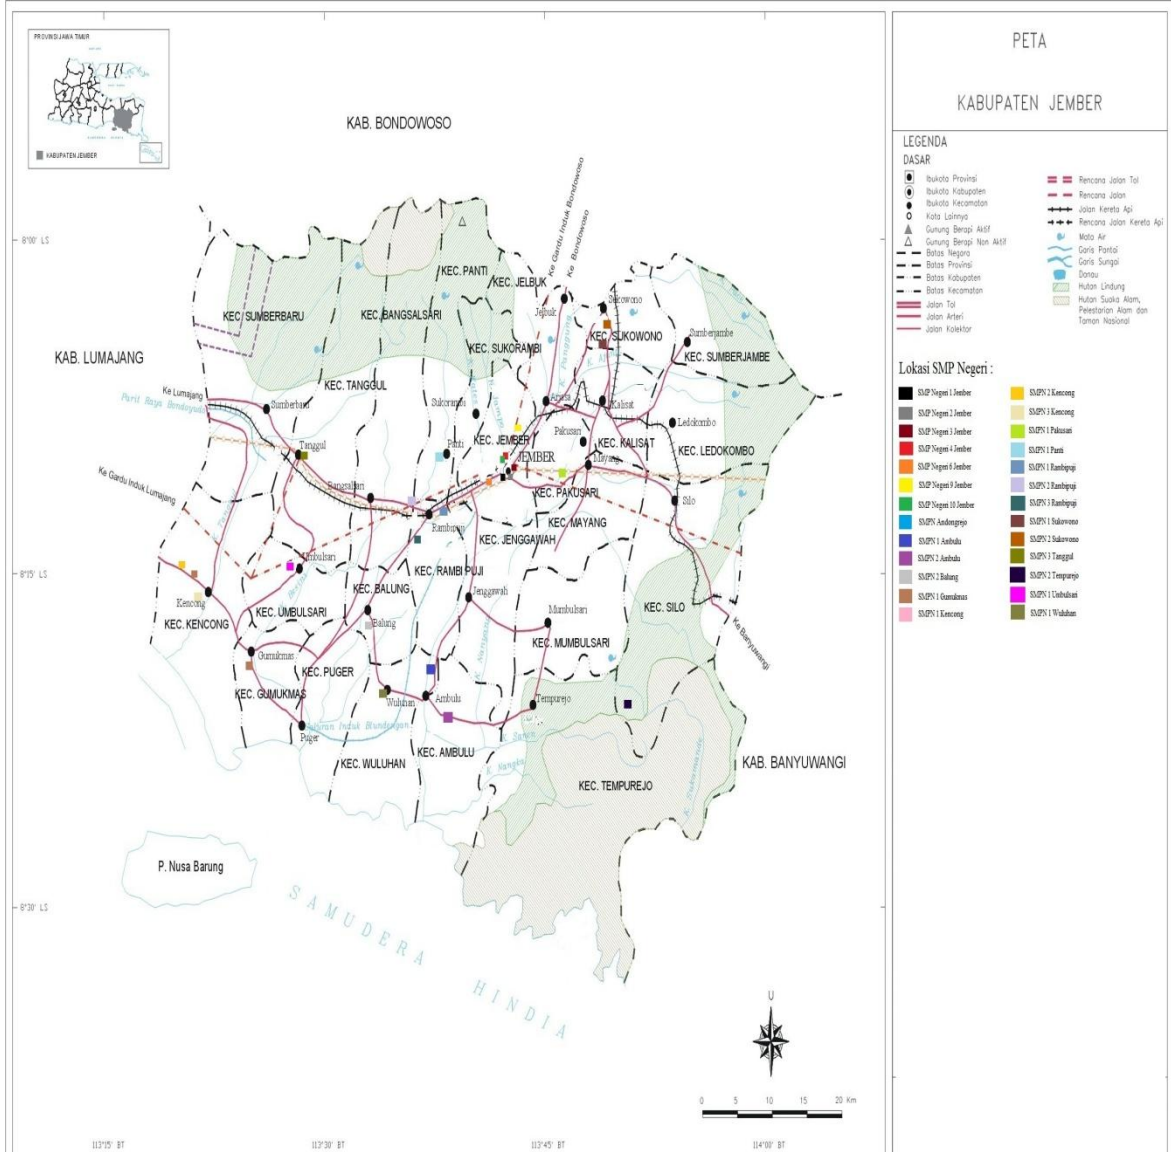 PROVINSI JAWA TIMUR
KABUPATEN JEMBER
PETA
KABUPATEN JEMBER
LEGENDA
DASAR
Ibukota Provinsi
Ibukota Kabupaten
Ibukota Kecamatan
Kota Lainnya
Gunung Berapi Aktif
Gunung Berapi Non Aktif
Batas Negara
Batas Provinsi
Batas Kabupaten
Batas Kecamatan
Jalan Tol
Jalan Arteri
Jalan Kolektor
Rencana Jalan Tol
Rencana Jalan
Jalan Kereta Api
Rencana Jalan Kereta Api
Mata Air
Garis Pantai
Garis Sungai
Danau
Hutan Lindung
Hutan Suaka Alam,
Pelestarian Alam dan
Taman Nasional
Lokasi SMP Negeri :
SMP Negeri 1 Jember
SMP Negeri 2 Jember
SMP Negeri 3 Jember
SMP Negeri 4 Jember
SMP Negeri 6 Jember
SMP Negeri 9 Jember
SMP Negeri 10 Jember
SMPN Andongrejo
SMPN 1 Ambulu
SMPN 2 Ambulu
SMPN 2 Balung
SMPN 1 Gumukmas
SMPN 1 Kencong
SMPN 2 Kencong
SMPN 3 Kencong
SMPN 1 Pakusari
SMPN 1 Panti
SMPN 1 Rambipuji
SMPN 2 Rambipuji
SMPN 3 Rambipuji
SMPN 1 Sukowono
SMPN 2 Sukowono
SMPN 3 Tanggul
SMPN 2 Tempurejo
SMPN 1 Umbulsari
SMPN 1 Wuluhan
KAB. BONDOWOSO
Ke Gardu Induk Bondowoso
Ke Bondowoso
8°00' LS
KEC. PANTI
KEC. JELBUK
Jelbuk
Sukowono
KEC. SUMBERBARU
KEC. BANGSALSARI
KEC. SUKOWONO
Sumberjambe
KEC. SUKORAMBI
KEC. SUMBERJAMBE
KAB. LUMAJANG
KEC. TANGGUL
Ke Lumajang
Parit Raya Bondoyudo
Sumberbaru
Sukorambi
Arjasa
Kalisat
Ledokombo
KEC. JEMBER
Pakusari
KEC. KALISAT
Tanggul
Panti
JEMBER
Mayang
KEC. LEDOKOMBO
Ke Gardu Induk Lumajang
Bangsalsari
KEC. PAKUSARI
Silo
Rambipuji
KEC. MAYANG
KEC. JENGGAWAH
8°15' LS
Umbulsari
KEC. RAMBI PUJI
KEC. BALUNG
Kencong
Jenggawah
KEC. SILO
KEC. UMBULSARI
Mumbulsari
KEC. KENCONG
Balung
Ke Banyuwangi
KEC. MUMBULSARI
Gumukmas
KEC. PUGER
KEC. GUMUKMAS
Wuluhan
Ambulu
Tempurejo
Puger
KEC. AMBULU
KEC. WULUHAN
KAB. BANYUWANGI
KEC. TEMPUREJO
P. Nusa Barung
8°30' LS
SAMUDERA HINDIA
U
0 5 10 15 20 Km
113°15' BT
113°30' BT
113°45' BT
114°00' BT